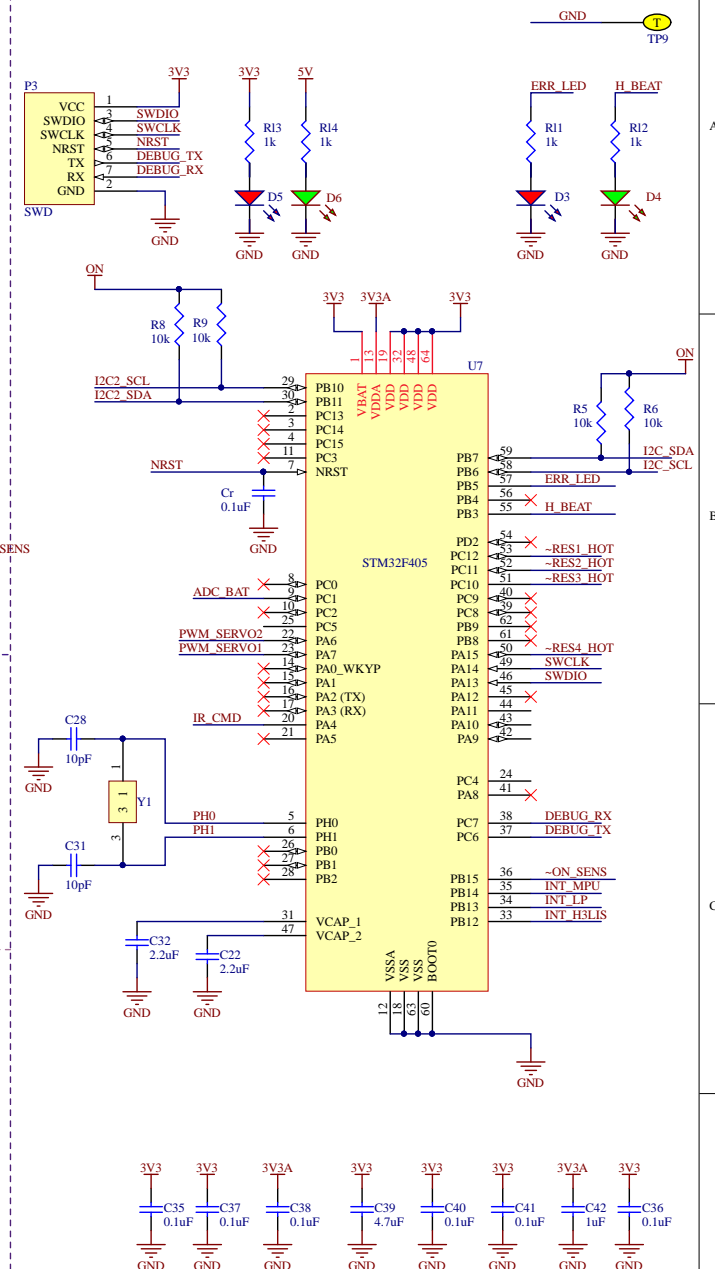 GND
T
TP9
P3
VCC 1
SWDIO 3 SWDIO
SWCLK 4 SWCLK
NRST 5 NRST
TX 6 DEBUG_TX
RX 7 DEBUG_RX
GND 2
SWD
3V3
GND
3V3
R13
1k
D5
GND
5V
R14
1k
D6
GND
ERR_LED
R11
1k
D3
GND
H_BEAT
R12
1k
D4
GND
A
ON
R8
10k
R9
10k
3V3
3V3A
3V3
U7
1 VBAT
13 VDDA
19 VDD
32 VDD
48 VDD
64 VDD
I2C2_SCL 29 PB10
I2C2_SDA 30 PB11
2 PC13
3 PC14
4 PC15
11 PC3
NRST 7 NRST
Cr
0.1uF
GND
ON
R5
10k
R6
10k
PB7 59 I2C_SDA
PB6 58 I2C_SCL
PB5 57 ERR_LED
PB4 56
PB3 55 H_BEAT
B
SENS
STM32F405
PD2 54
PC12 53 ~RES1_HOT
PC11 52 ~RES2_HOT
PC10 51 ~RES3_HOT
PC9 40
PC8 39
PB9 62
PB8 61
PA15 50 ~RES4_HOT
PA14 49 SWCLK
PA13 46 SWDIO
PA12 45
PA11 44
PA10 43
PA9 42
8 PC0
ADC_BAT 9 PC1
10 PC2
25 PC5
PWM_SERVO2 22 PA6
PWM_SERVO1 23 PA7
14 PA0_WKYP
15 PA1
16 PA2 (TX)
17 PA3 (RX)
IR_CMD 20 PA4
21 PA5
C28
10pF
GND
1
3 1
Y1
3
C31
10pF
GND
PH0 5 PH0
PH1 6 PH1
26 PB0
27 PB1
28 PB2
PC4 24
PA8 41
PC7 38 DEBUG_RX
PC6 37 DEBUG_TX
PB15 36 ~ON_SENS
PB14 35 INT_MPU
PB13 34 INT_LP
PB12 33 INT_H3LIS
C
31 VCAP_1
47 VCAP_2
C32
2.2uF
GND
C22
2.2uF
GND
VSSA 12
VSS 18
VSS 63
BOOT0 60
GND
3V3
C35
0.1uF
GND
3V3
C37
0.1uF
GND
3V3A
C38
0.1uF
GND
3V3
C39
4.7uF
GND
3V3
C40
0.1uF
GND
3V3
C41
0.1uF
GND
3V3A
C42
1uF
GND
3V3
C36
0.1uF
GND